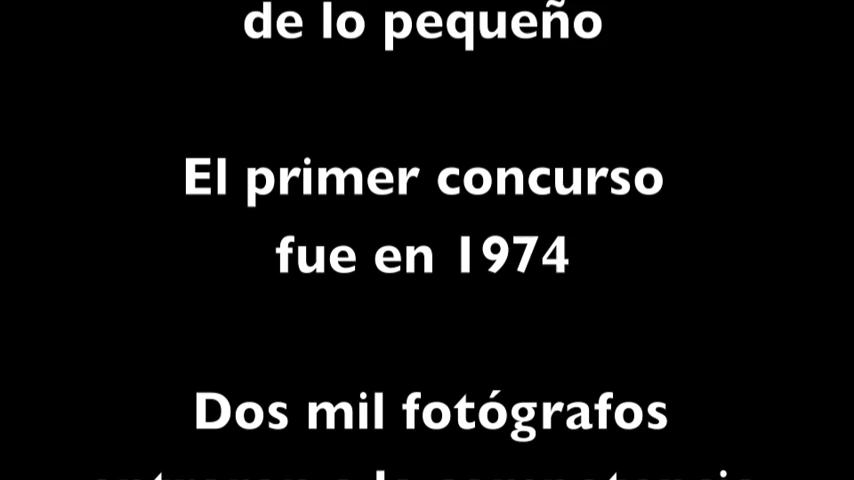 de lo pequeño
El primer concurso
fue en 1974
Dos mil fotógrafos